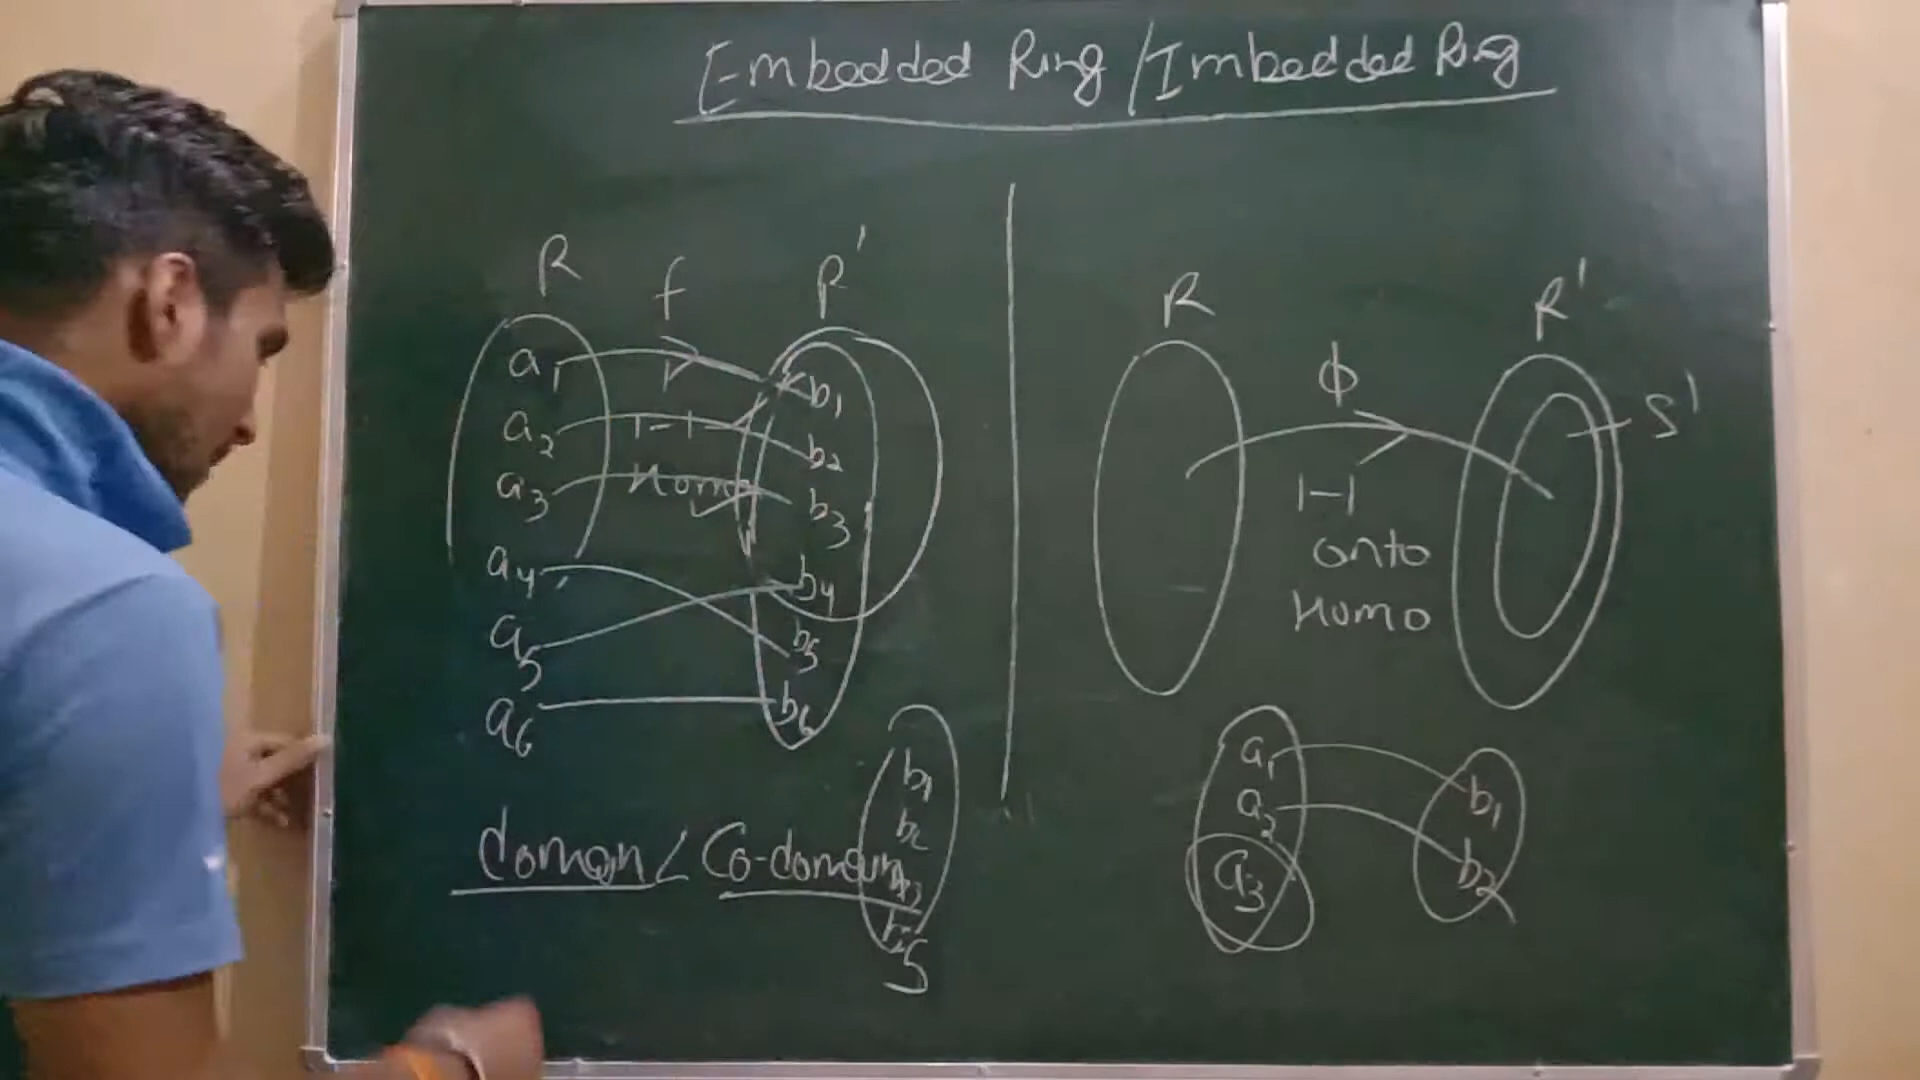 Embedded Ring / Imbedded Ring
R f R'
a1 b1
a2 1-1 b2
a3 Homo b3
a4 b4
a5 b5
a6 b6
domain < Co-domain
b1
b2
b3
S
R ϕ R'
S'
1-1
onto
Homo
a1 b1
a2 b2
a3